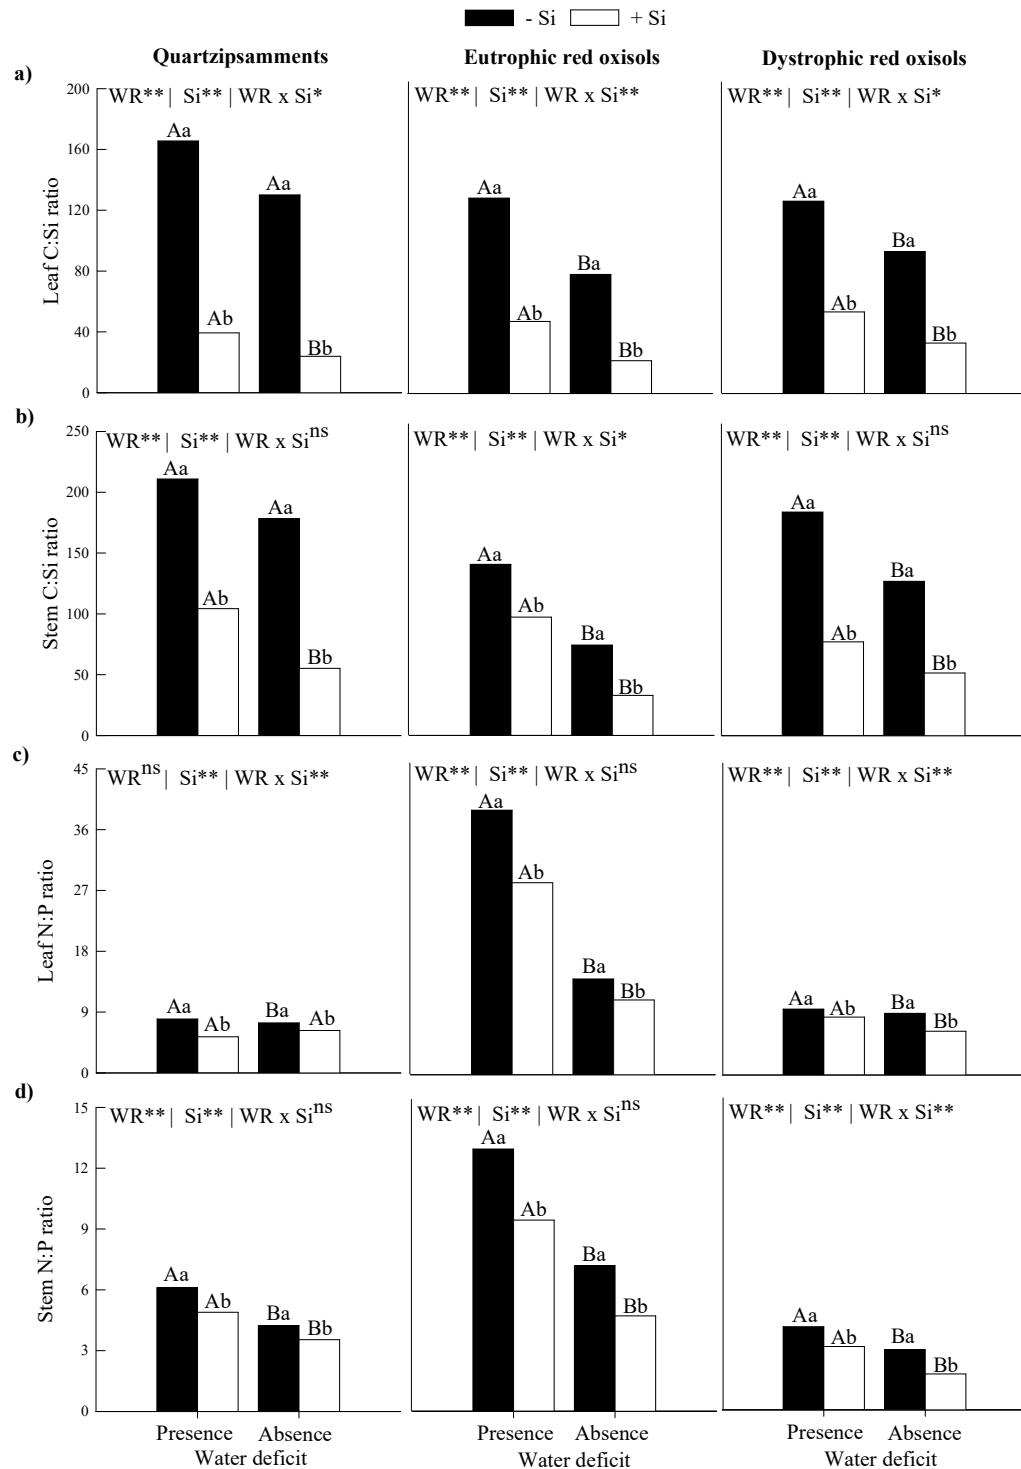 - Si + Si
Quartzipsamments Eutrophic red oxisols Dystrophic red oxisols
a)
200
160
120
80
40
0
Leaf C:Si ratio
WR** | Si** | WR x Si*
Aa
Ab
Aa
Bb
WR** | Si** | WR x Si**
Aa
Ab
Ba
Bb
WR** | Si** | WR x Si*
Aa
Ab
Ba
Bb
b)
250
200
150
100
50
0
Stem C:Si ratio
WR** | Si** | WR x Si^ns
Aa
Ab
Aa
Bb
WR** | Si** | WR x Si*
Aa
Ab
Ba
Bb
WR** | Si** | WR x Si^ns
Aa
Ab
Ba
Bb
c)
45
36
27
18
9
0
Leaf N:P ratio
WR^ns | Si** | WR x Si**
Aa
Ab
Ba
Ab
WR** | Si** | WR x Si^ns
Aa
Ab
Ba
Bb
WR** | Si** | WR x Si**
Aa
Ab
Ba
Bb
d)
15
12
9
6
3
0
Stem N:P ratio
WR** | Si** | WR x Si^ns
Aa
Ab
Ba
Bb
WR** | Si** | WR x Si^ns
Aa
Ab
Ba
Bb
WR** | Si** | WR x Si**
Aa
Ab
Ba
Bb
Presence Absence Presence Absence Presence Absence
Water deficit Water deficit Water deficit